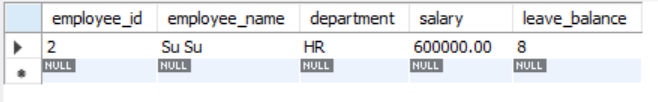 employee_id employee_name department salary leave_balance
2 Su Su HR 600000.00 8
NULL NULL NULL NULL NULL